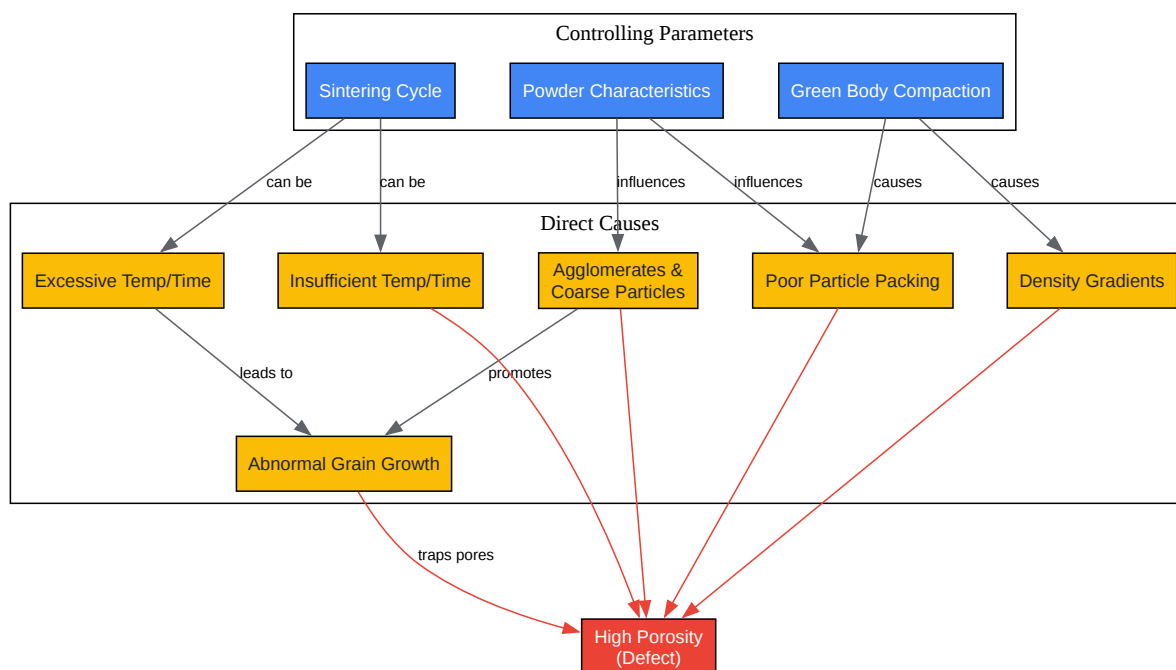 Controlling Parameters
Sintering Cycle
Powder Characteristics
Green Body Compaction
can be
can be
influences
influences
causes
causes
Direct Causes
Excessive Temp/Time
Insufficient Temp/Time
Agglomerates &
Coarse Particles
Poor Particle Packing
Density Gradients
leads to
promotes
Abnormal Grain Growth
traps pores
High Porosity
(Defect)